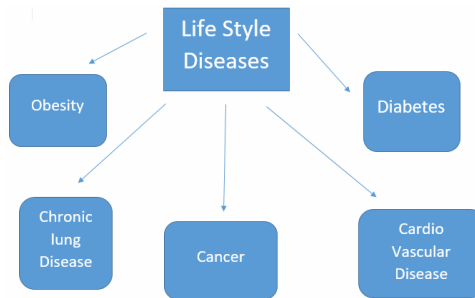 Life Style
Diseases
Obesity
Diabetes
Chronic
lung
Disease
Cancer
Cardio
Vascular
Disease